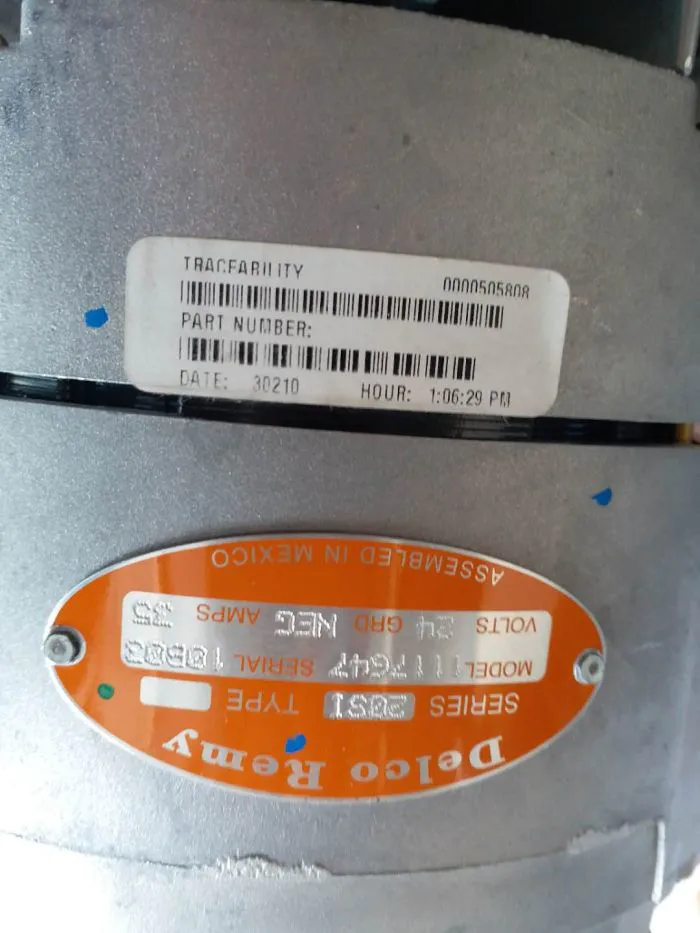 TRACEABILITY
0000505808
PART NUMBER:
DATE: 30210 HOUR: 1:06:29 PM
Delco Remy
SERIES 20SI TYPE
MODEL 1117647 SERIAL 10B03
VOLTS 24 GRD NEG AMPS 35
ASSEMBLED IN MEXICO